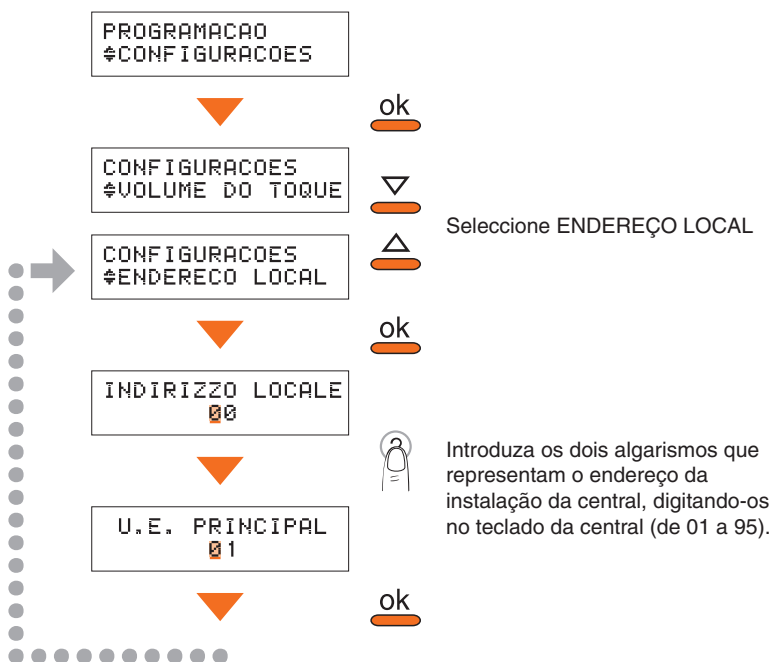 PROGRAMACAO
CONFIGURACOES
ok
CONFIGURACOES
VOLUME DO TOQUE
Seleccione ENDEREÇO LOCAL
CONFIGURACOES
ENDERECO LOCAL
ok
INDIRIZZO LOCALE
00
Introduza os dois algarismos que
representam o endereço da
instalação da central, digitando-os
no teclado da central (de 01 a 95).
U.E. PRINCIPAL
01
ok